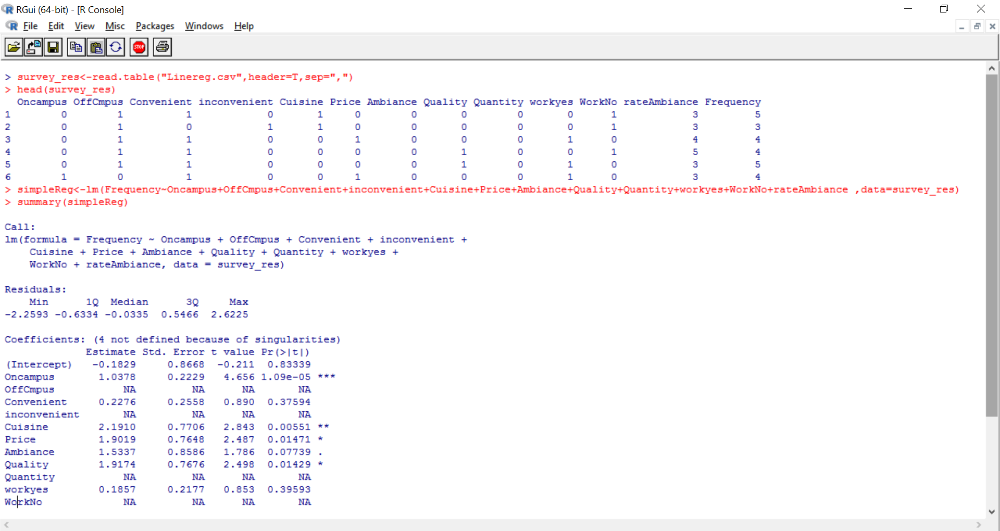 RGui (64-bit) - [R Console]
File Edit View Misc Packages Windows Help
STOP
> survey_res<-read.table("Linereg.csv",header=T,sep=",")
> head(survey_res)
  Oncampus OffCmpus Convenient inconvenient Cuisine Price Ambiance Quality Quantity workyes WorkNo rateAmbiance Frequency
1        0        1          1            0       1     0        0       0        0       0      1            3         5
2        0        1          0            1       1     0        0       0        0       0      1            3         3
3        0        1          1            0       0     1        0       0        0       1      0            4         4
4        0        1          1            0       0     0        0       1        0       0      1            5         4
5        0        1          1            0       0     0        0       1        0       1      0            3         5
6        1        0          1            0       0     1        0       0        0       1      0            3         4
> simpleReg<-lm(Frequency~Oncampus+OffCmpus+Convenient+inconvenient+Cuisine+Price+Ambiance+Quality+Quantity+workyes+WorkNo+rateAmbiance ,data=survey_res)
> summary(simpleReg)
Call:
lm(formula = Frequency ~ Oncampus + OffCmpus + Convenient + inconvenient +
    Cuisine + Price + Ambiance + Quality + Quantity + workyes +
    WorkNo + rateAmbiance, data = survey_res)
Residuals:
    Min      1Q  Median      3Q     Max
-2.2593 -0.6334 -0.0335  0.5466  2.6225
Coefficients: (4 not defined because of singularities)
             Estimate Std. Error t value Pr(>|t|)
(Intercept)   -0.1829     0.8668  -0.211  0.83339
Oncampus       1.0378     0.2229   4.656 1.09e-05 ***
OffCmpus           NA         NA      NA       NA
Convenient     0.2276     0.2558   0.890  0.37594
inconvenient       NA         NA      NA       NA
Cuisine        2.1910     0.7706   2.843  0.00551 **
Price          1.9019     0.7648   2.487  0.01471 *
Ambiance       1.5337     0.8586   1.786  0.07739 .
Quality        1.9174     0.7676   2.498  0.01429 *
Quantity           NA         NA      NA       NA
workyes        0.1857     0.2177   0.853  0.39593
WorkNo             NA         NA      NA       NA